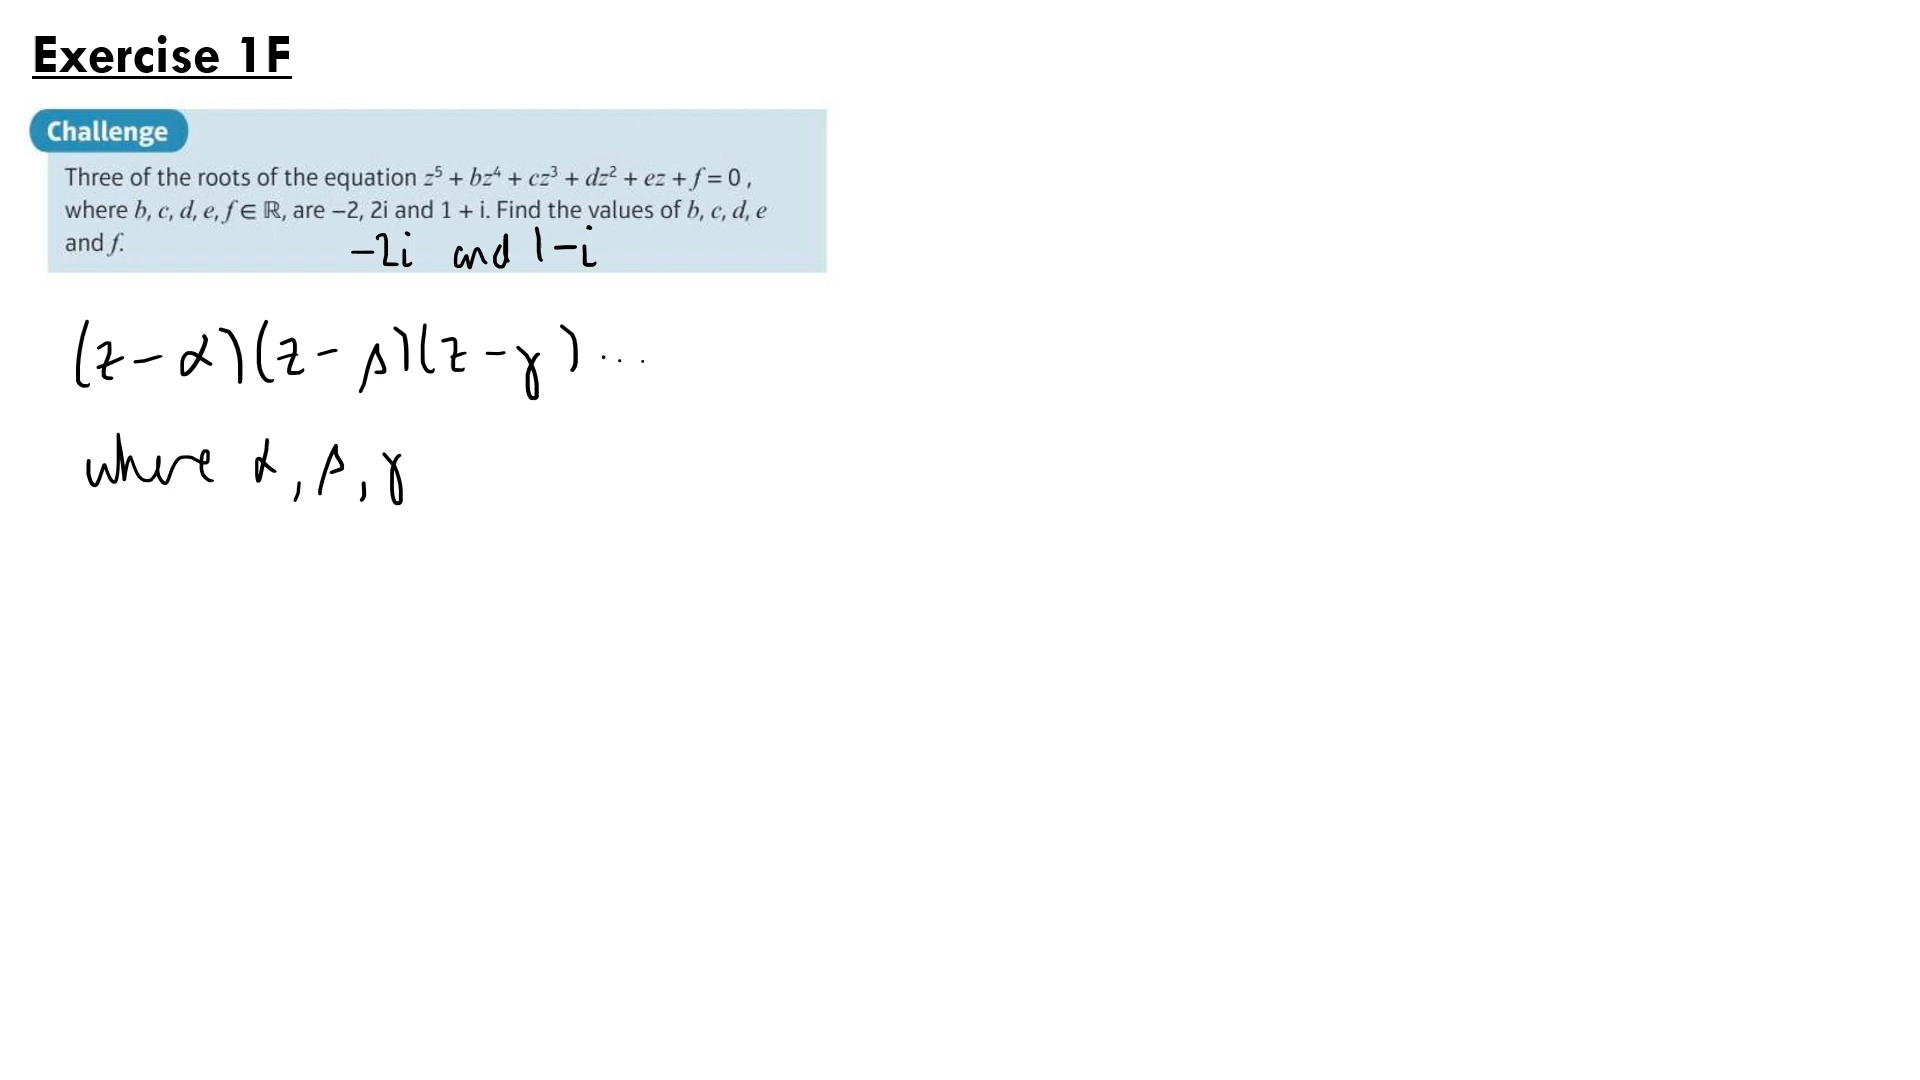 Exercise 1F
Challenge
Three of the roots of the equation z⁵ + bz⁴ + cz³ + dz² + ez + f = 0 ,
where b, c, d, e, f ∈ ℝ, are −2, 2i and 1 + i. Find the values of b, c, d, e
and f.
−2i and 1−i
(z − α)(z − β)(z − γ) ...
where α, β, γ